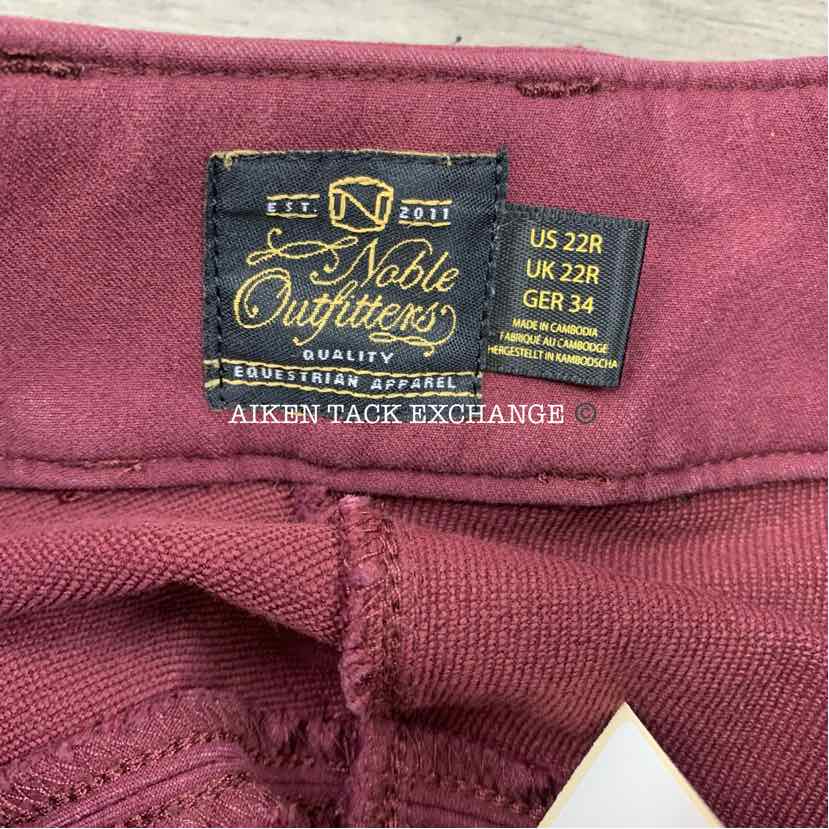 EST. N 2011
Noble
Outfitters
QUALITY
EQUESTRIAN APPAREL
US 22R
UK 22R
GER 34
MADE IN CAMBODIA
FABRIQUÉ AU CAMBODGE
HERGESTELLT IN KAMBODSCHA
AIKEN TACK EXCHANGE ©